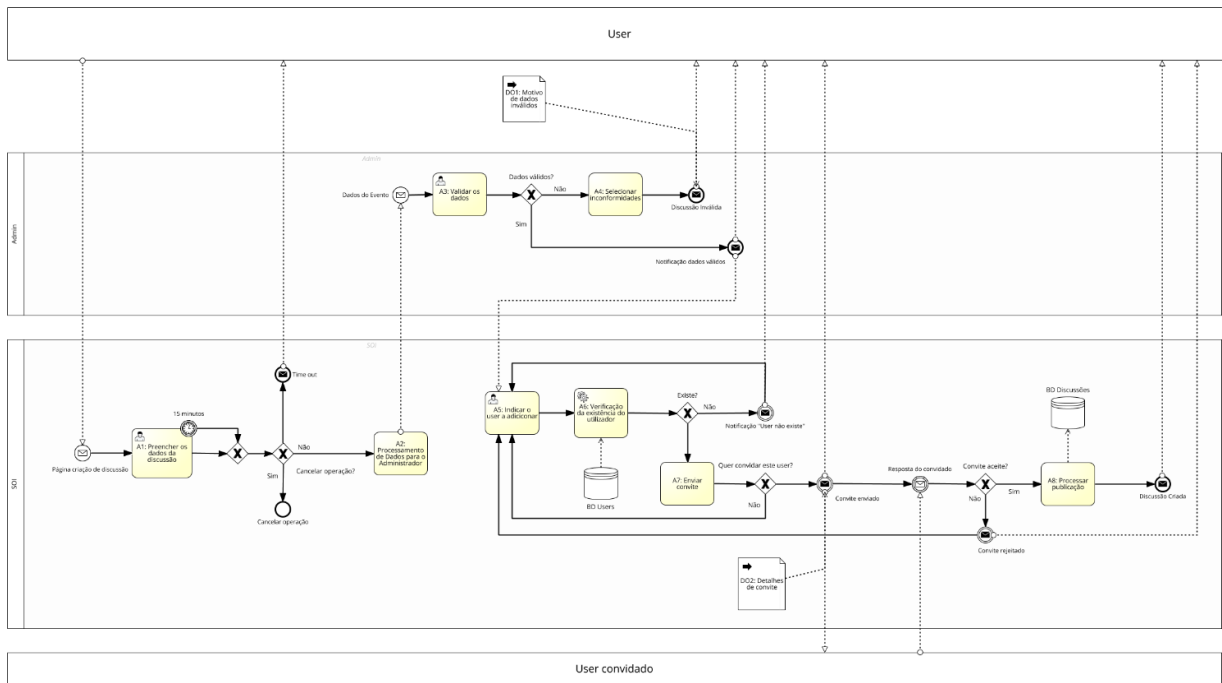 User
DO1: Motivo
de dados
inválidos
Admin
Admin
Dados do Evento
A3: Validar os
dados
Dados válidos?
Não
Sim
A4: Selecionar
inconformidades
Discussão Inválida
Notificação dados válidos
SDI
SDI
Página criação de discussão
A1: Preencher os
dados da
discussão
15 minutos
Time out
Não
Cancelar operação?
Sim
Cancelar operação
A2:
Processamento
de Dados para o
Administrador
A5: Indicar o
user a adicionar
A6: Verificação
da existência do
utilizador
BD Users
Existe?
Não
Notificação "User não existe"
A7: Enviar
convite
Quer convidar este user?
Não
Convite enviado
DO2: Detalhes
de convite
Resposta do convidado
Convite aceite?
Sim
Não
Convite rejeitado
BD Discussões
A8: Processar
publicação
Discussão Criada
User convidado